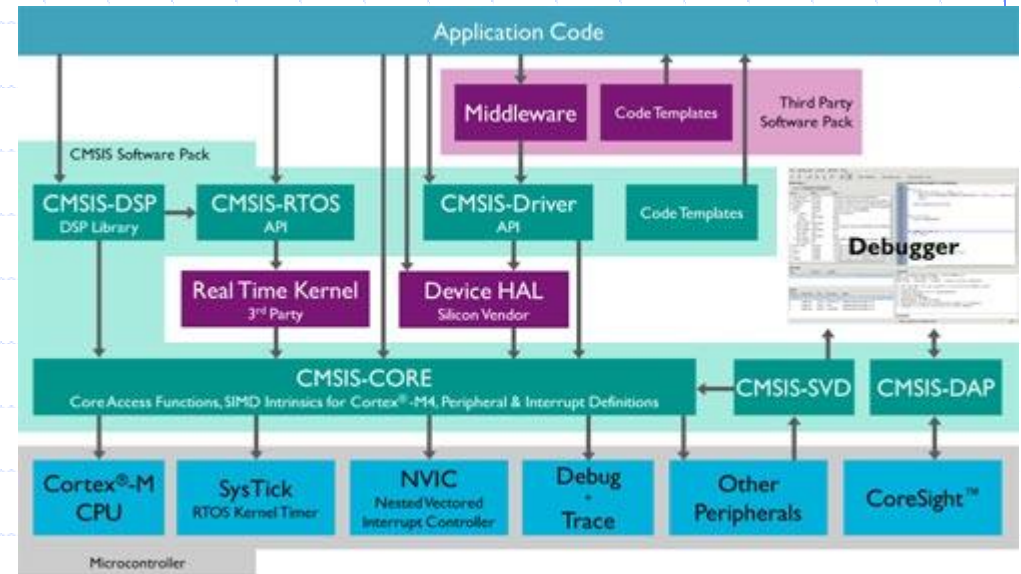 Application Code
Middleware
Code Templates
Third Party
Software Pack
CMSIS Software Pack
CMSIS-DSP
DSP Library
CMSIS-RTOS
API
CMSIS-Driver
API
Code Templates
Debugger
Real Time Kernel
3rd Party
Device HAL
Silicon Vendor
CMSIS-CORE
Core Access Functions, SIMD Intrinsics for Cortex®-M4, Peripheral & Interrupt Definitions
CMSIS-SVD
CMSIS-DAP
Cortex®-M
CPU
SysTick
RTOS Kernel Timer
NVIC
Nested Vectored
Interrupt Controller
Debug
+
Trace
Other
Peripherals
CoreSight™
Microcontroller